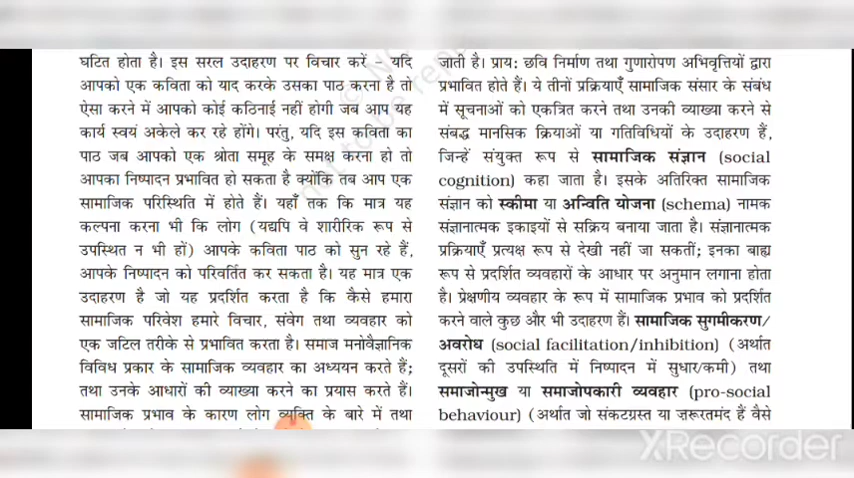 घटित होता है। इस सरल उदाहरण पर विचार करें – यदि
आपको एक कविता को याद करके उसका पाठ करना है तो
ऐसा करने में आपको कोई कठिनाई नहीं होगी जब आप यह
कार्य स्वयं अकेले कर रहे होंगे। परंतु, यदि इस कविता का
पाठ जब आपको एक श्रोता समूह के समक्ष करना हो तो
आपका निष्पादन प्रभावित हो सकता है क्योंकि तब आप एक
सामाजिक परिस्थिति में होते हैं। यहाँ तक कि मात्र यह
कल्पना करना भी कि लोग (यद्यपि वे शारीरिक रूप से
उपस्थित न भी हों) आपके कविता पाठ को सुन रहे हैं,
आपके निष्पादन को परिवर्तित कर सकता है। यह मात्र एक
उदाहरण है जो यह प्रदर्शित करता है कि कैसे हमारा
सामाजिक परिवेश हमारे विचार, संवेग तथा व्यवहार को
एक जटिल तरीके से प्रभावित करता है। समाज मनोवैज्ञानिक
विविध प्रकार के सामाजिक व्यवहार का अध्ययन करते हैं;
तथा उनके आधारों की व्याख्या करने का प्रयास करते हैं।
सामाजिक प्रभाव के कारण लोग व्यक्ति के बारे में तथा
जाती है। प्राय: छवि निर्माण तथा गुणारोपण अभिवृत्तियों द्वारा
प्रभावित होते हैं। ये तीनों प्रक्रियाएँ सामाजिक संसार के संबंध
में सूचनाओं को एकत्रित करने तथा उनकी व्याख्या करने से
संबद्ध मानसिक क्रियाओं या गतिविधियों के उदाहरण हैं,
जिन्हें संयुक्त रूप से सामाजिक संज्ञान (social
cognition) कहा जाता है। इसके अतिरिक्त सामाजिक
संज्ञान को स्कीमा या अन्विति योजना (schema) नामक
संज्ञानात्मक इकाइयों से सक्रिय बनाया जाता है। संज्ञानात्मक
प्रक्रियाएँ प्रत्यक्ष रूप से देखी नहीं जा सकतीं; इनका बाह्य
रूप से प्रदर्शित व्यवहारों के आधार पर अनुमान लगाना होता
है। प्रेक्षणीय व्यवहार के रूप में सामाजिक प्रभाव को प्रदर्शित
करने वाले कुछ और भी उदाहरण हैं। सामाजिक सुगमीकरण/
अवरोध (social facilitation/inhibition) (अर्थात
दूसरों की उपस्थिति में निष्पादन में सुधार/कमी) तथा
समाजोन्मुख या समाजोपकारी व्यवहार (pro-social
behaviour) (अर्थात जो संकटग्रस्त या ज़रूरतमंद हैं वैसे
not to be
XRecorder